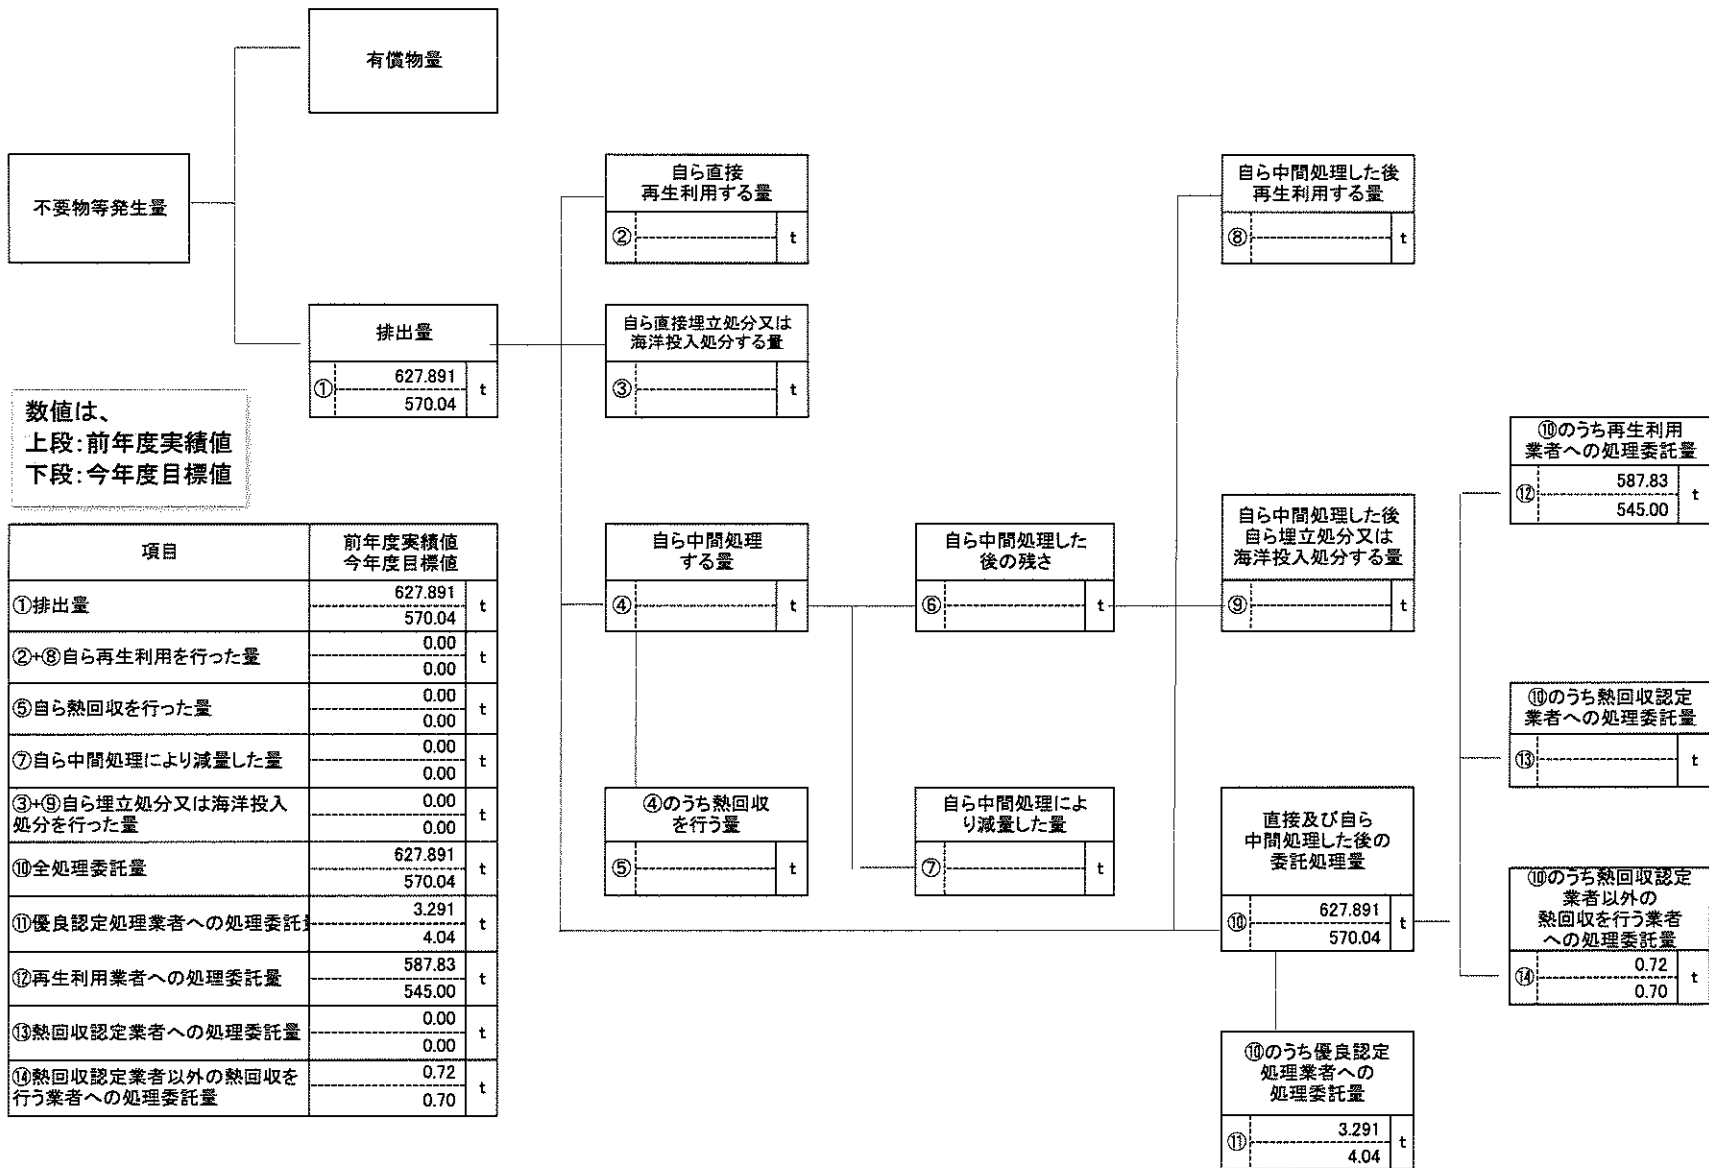 有償物量
不要物等発生量
排出量
① 627.891 t
570.04
数値は、
上段:前年度実績値
下段:今年度目標値
自ら直接
再生利用する量
② t
自ら直接埋立処分又は
海洋投入処分する量
③ t
自ら中間処理
する量
④ t
④のうち熱回収
を行う量
⑤ t
自ら中間処理した
後の残さ
⑥ t
自ら中間処理によ
り減量した量
⑦ t
自ら中間処理した後
再生利用する量
⑧ t
自ら中間処理した後
自ら埋立処分又は
海洋投入処分する量
⑨ t
直接及び自ら
中間処理した後の
委託処理量
⑩ 627.891 t
570.04
⑩のうち優良認定
処理業者への
処理委託量
⑪ 3.291 t
4.04
⑩のうち再生利用
業者への処理委託量
⑫ 587.83 t
545.00
⑩のうち熱回収認定
業者への処理委託量
⑬ t
⑩のうち熱回収認定
業者以外の
熱回収を行う業者
への処理委託量
⑭ 0.72 t
0.70
項目 前年度実績値
今年度目標値
①排出量 627.891 t
570.04
②+⑧自ら再生利用を行った量 0.00 t
0.00
⑤自ら熱回収を行った量 0.00 t
0.00
⑦自ら中間処理により減量した量 0.00 t
0.00
③+⑨自ら埋立処分又は海洋投入
処分を行った量 0.00 t
0.00
⑩全処理委託量 627.891 t
570.04
⑪優良認定処理業者への処理委託 3.291 t
4.04
⑫再生利用業者への処理委託量 587.83 t
545.00
⑬熱回収認定業者への処理委託量 0.00 t
0.00
⑭熱回収認定業者以外の熱回収を
行う業者への処理委託量 0.72 t
0.70